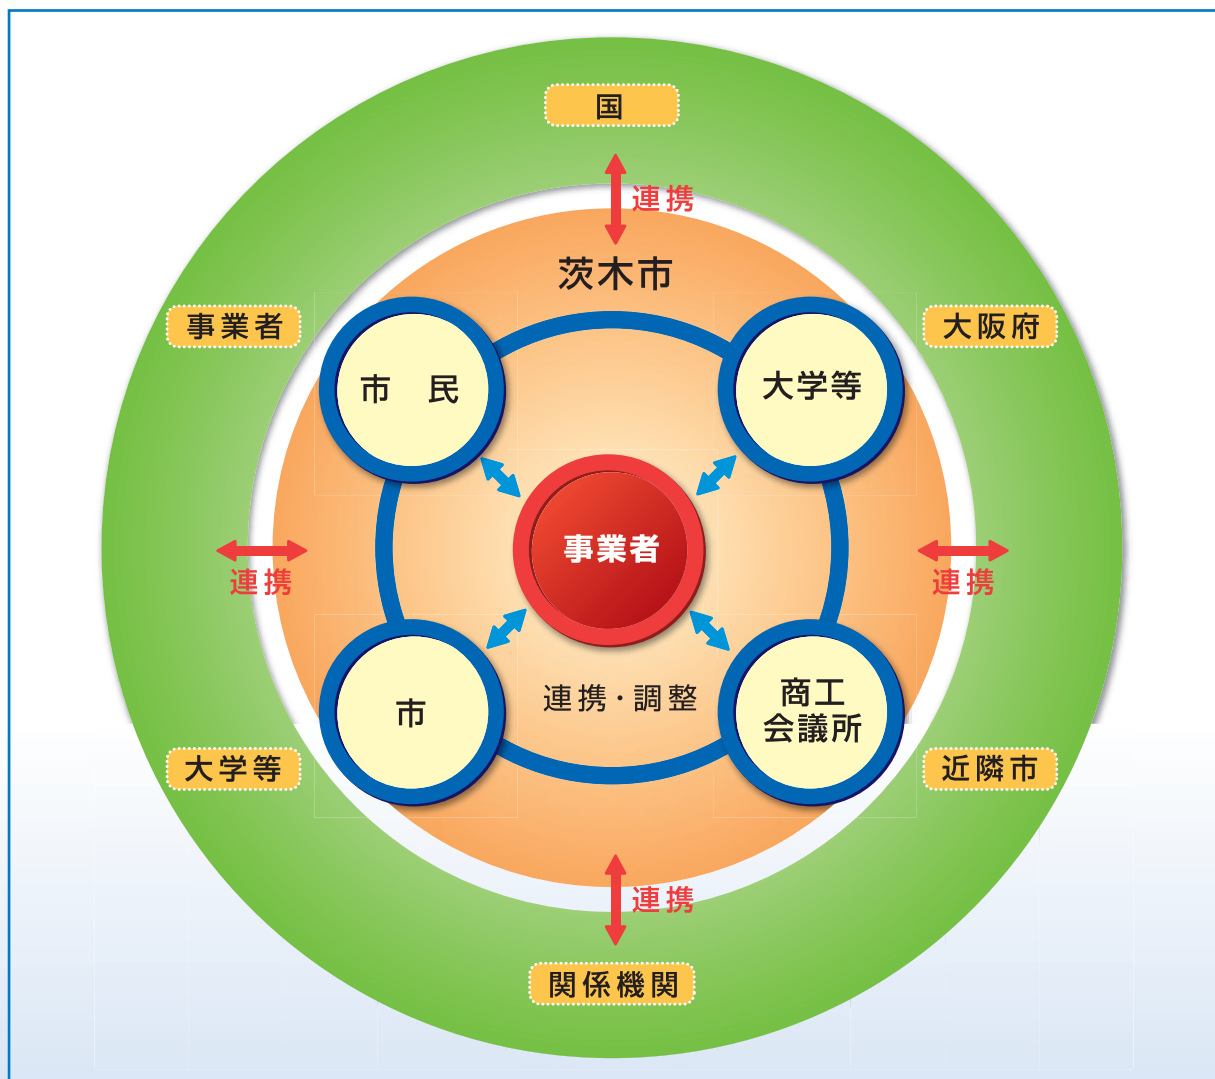 国
連携
茨木市
事業者
大阪府
市　民
大学等
事業者
連携
連携
市
連携・調整
商工
会議所
大学等
近隣市
連携
関係機関